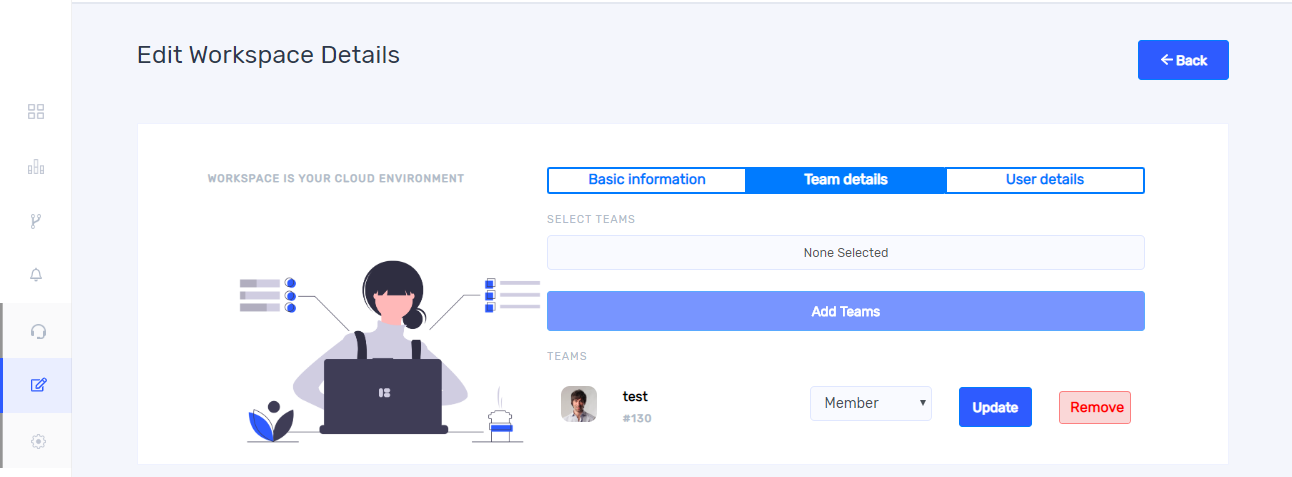 Edit Workspace Details
Back
WORKSPACE IS YOUR CLOUD ENVIRONMENT
Basic information
Team details
User details
SELECT TEAMS
None Selected
Add Teams
TEAMS
test
#130
Member
Update
Remove